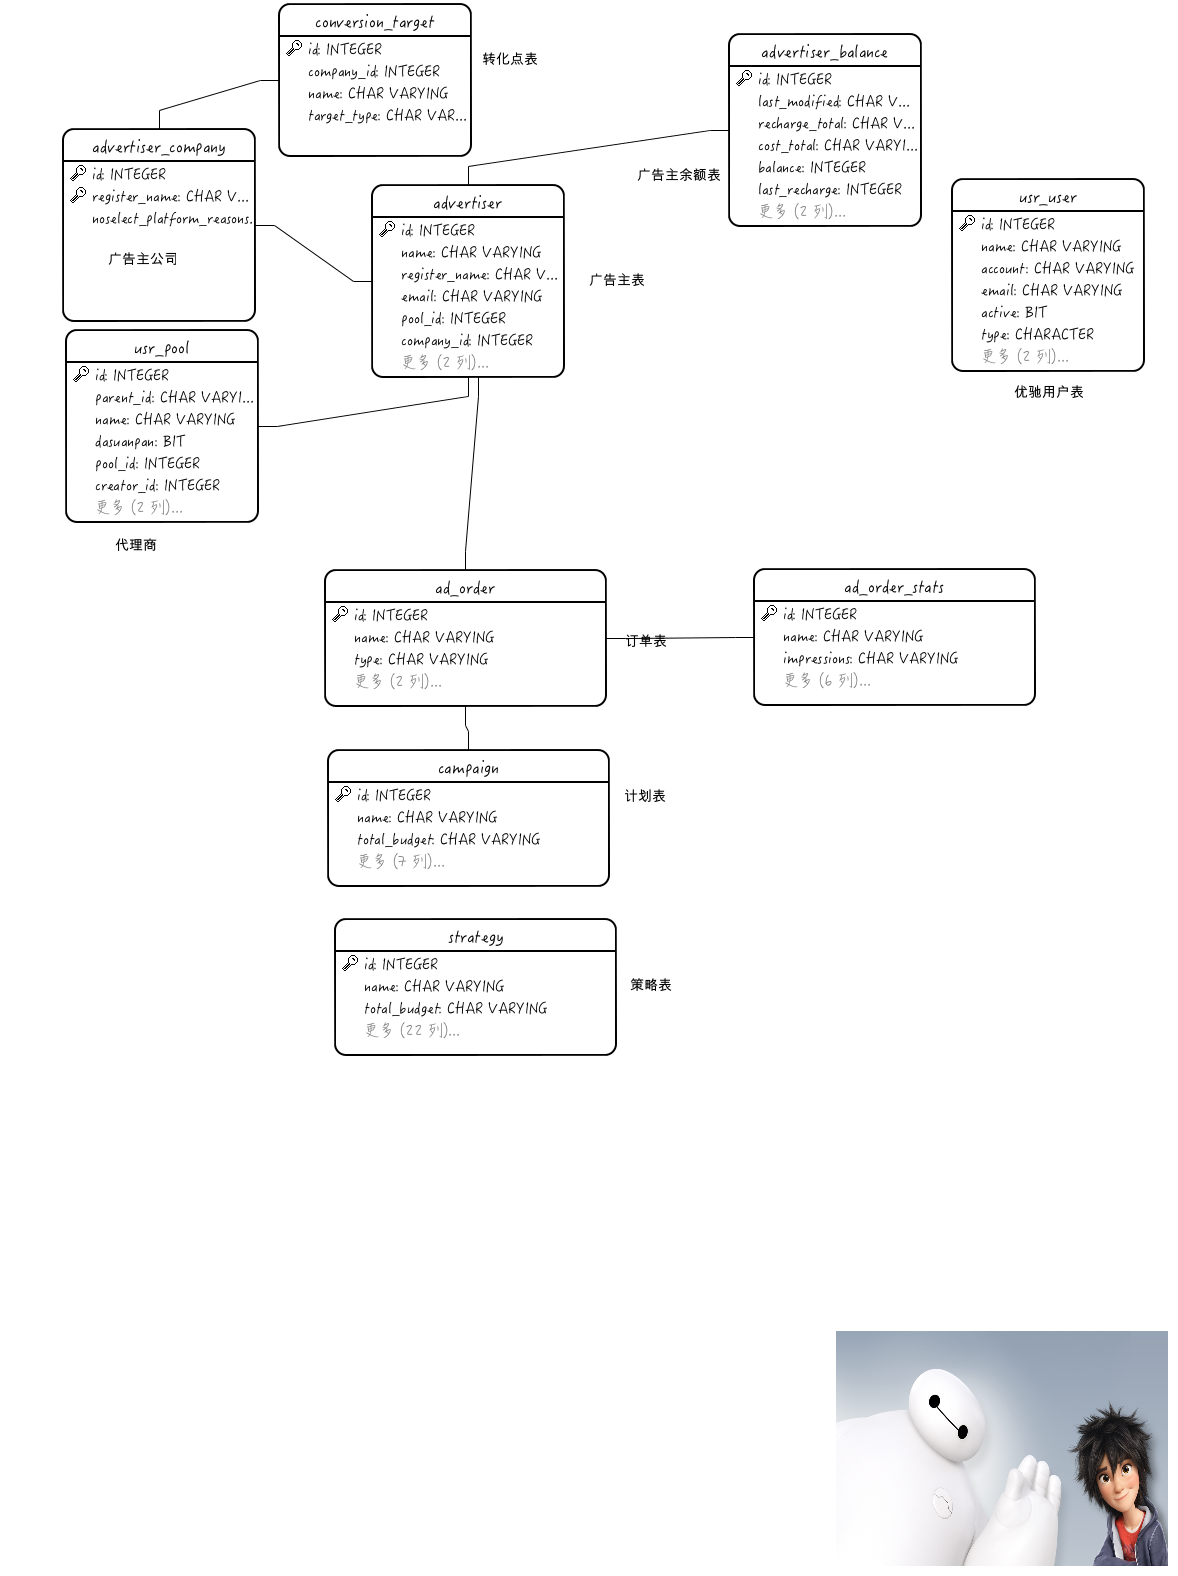 conversion_target
id: INTEGER
company_id: INTEGER
name: CHAR VARYING
target_type: CHAR VAR...
转化点表
advertiser_balance
id: INTEGER
last_modified: CHAR V...
recharge_total: CHAR V...
cost_total: CHAR VARYI...
balance: INTEGER
last_recharge: INTEGER
更多 (2 列)...
广告主余额表
advertiser_company
id: INTEGER
register_name: CHAR V...
noselect_platform_reasons.
广告主公司
advertiser
id: INTEGER
name: CHAR VARYING
register_name: CHAR V...
email: CHAR VARYING
pool_id: INTEGER
company_id: INTEGER
更多 (2 列)...
广告主表
usr_user
id: INTEGER
name: CHAR VARYING
account: CHAR VARYING
email: CHAR VARYING
active: BIT
type: CHARACTER
更多 (2 列)...
优驰用户表
usr_pool
id: INTEGER
parent_id: CHAR VARYI...
name: CHAR VARYING
dasuanpan: BIT
pool_id: INTEGER
creator_id: INTEGER
更多 (2 列)...
代理商
ad_order
id: INTEGER
name: CHAR VARYING
type: CHAR VARYING
更多 (2 列)...
订单表
ad_order_stats
id: INTEGER
name: CHAR VARYING
impressions: CHAR VARYING
更多 (6 列)...
campaign
id: INTEGER
name: CHAR VARYING
total_budget: CHAR VARYING
更多 (7 列)...
计划表
strategy
id: INTEGER
name: CHAR VARYING
total_budget: CHAR VARYING
更多 (22 列)...
策略表